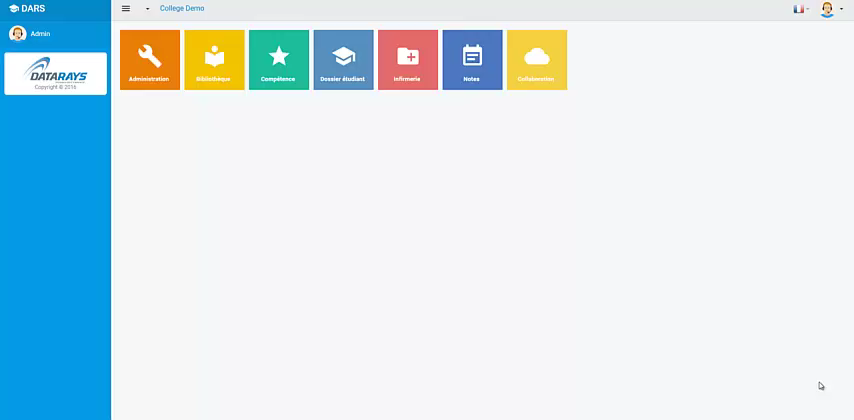 DARS
College Demo
Admin
DATARAYS
Copyright © 2016
Administration
Bibliothèque
Compétence
Dossier étudiant
Infirmerie
Notes
Collaboration